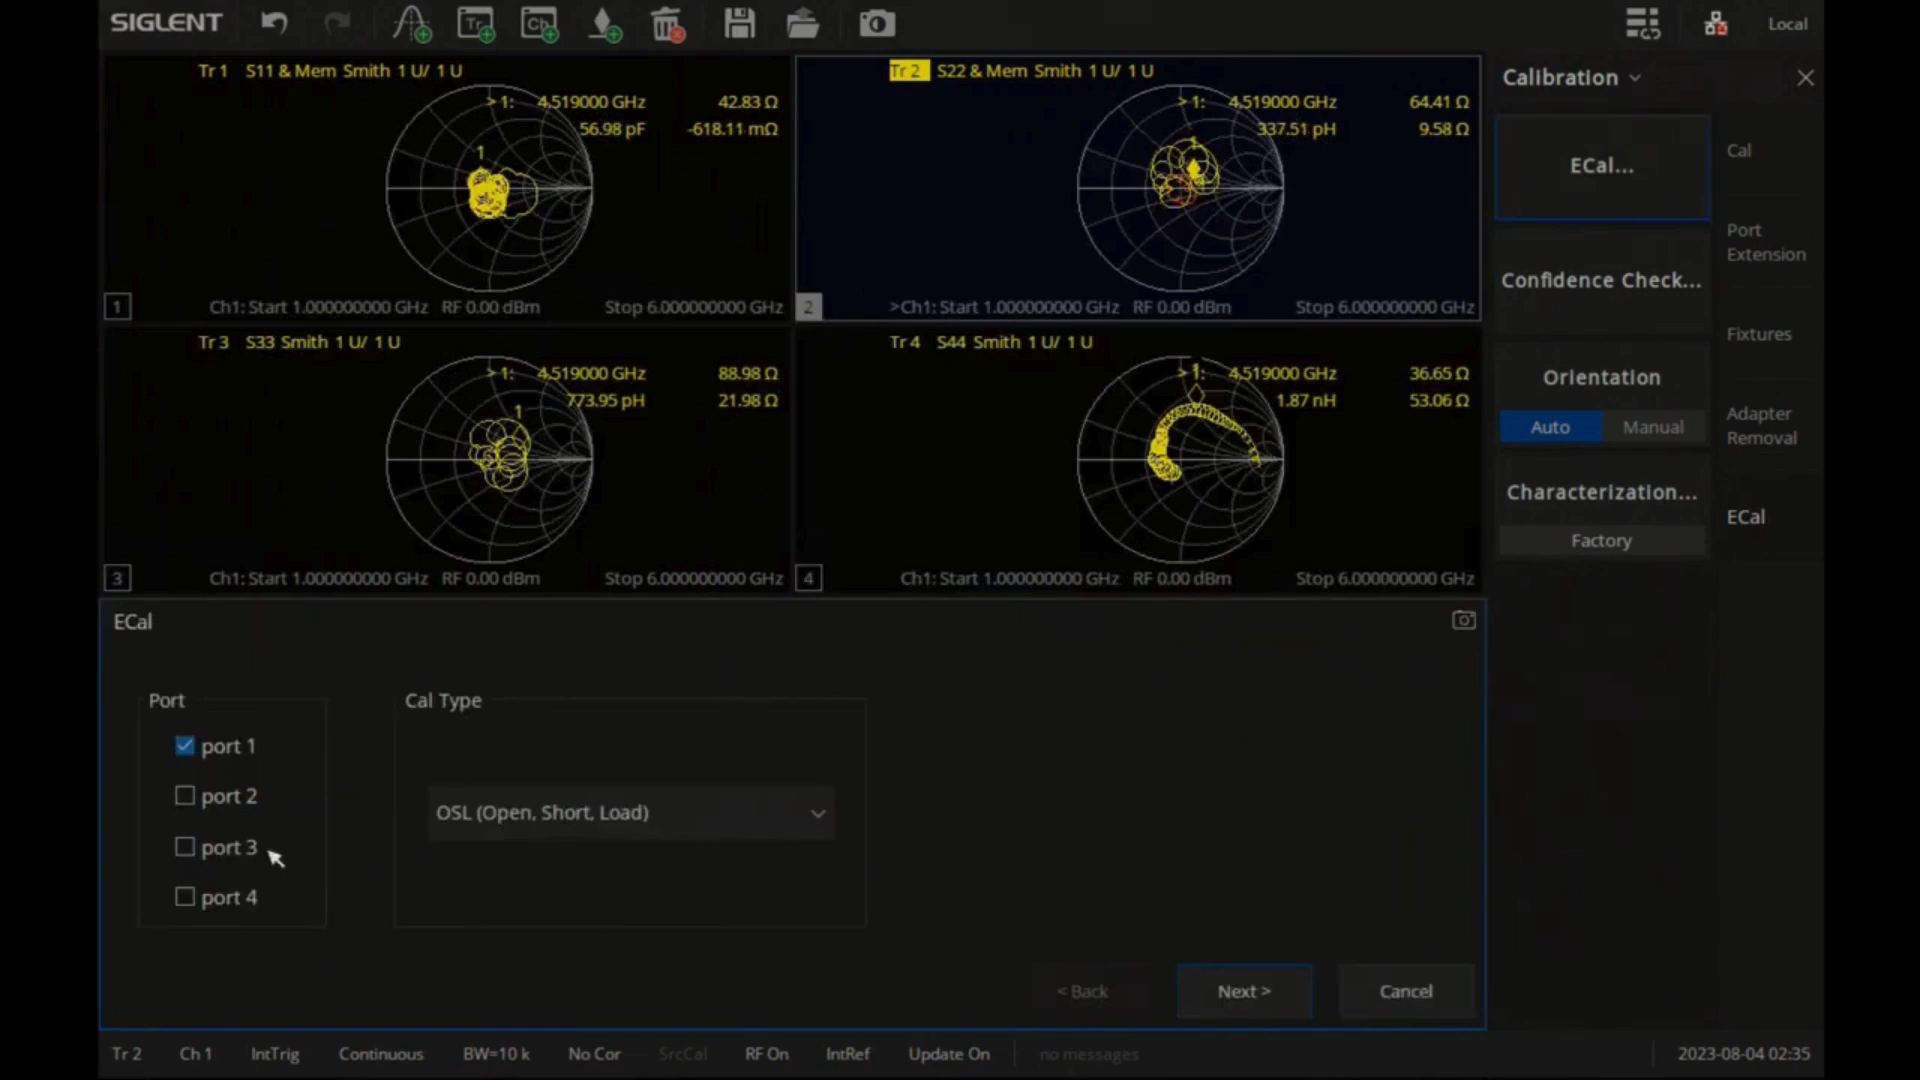 SIGLENT
Tr
Ch
Local
Tr 1 S11 & Mem Smith 1 U/ 1 U
> 1: 4.519000 GHz 42.83 Ω
56.98 pF -618.11 mΩ
1
1 Ch1: Start 1.000000000 GHz RF 0.00 dBm Stop 6.000000000 GHz
Tr 2 S22 & Mem Smith 1 U/ 1 U
> 1: 4.519000 GHz 64.41 Ω
337.51 pH 9.58 Ω
1
2 >Ch1: Start 1.000000000 GHz RF 0.00 dBm Stop 6.000000000 GHz
Tr 3 S33 Smith 1 U/ 1 U
> 1: 4.519000 GHz 88.98 Ω
773.95 pH 21.98 Ω
1
3 Ch1: Start 1.000000000 GHz RF 0.00 dBm Stop 6.000000000 GHz
Tr 4 S44 Smith 1 U/ 1 U
> 1: 4.519000 GHz 36.65 Ω
1.87 nH 53.06 Ω
4 Ch1: Start 1.000000000 GHz RF 0.00 dBm Stop 6.000000000 GHz
Calibration
ECal...
Confidence Check...
Orientation
Auto Manual
Characterization...
Factory
Cal
Port
Extension
Fixtures
Adapter
Removal
ECal
ECal
Port
port 1
port 2
port 3
port 4
Cal Type
OSL (Open, Short, Load)
< Back Next > Cancel
Tr 2 Ch 1 IntTrig Continuous BW=10 k No Cor SrcCal RF On IntRef Update On no messages 2023-08-04 02:35